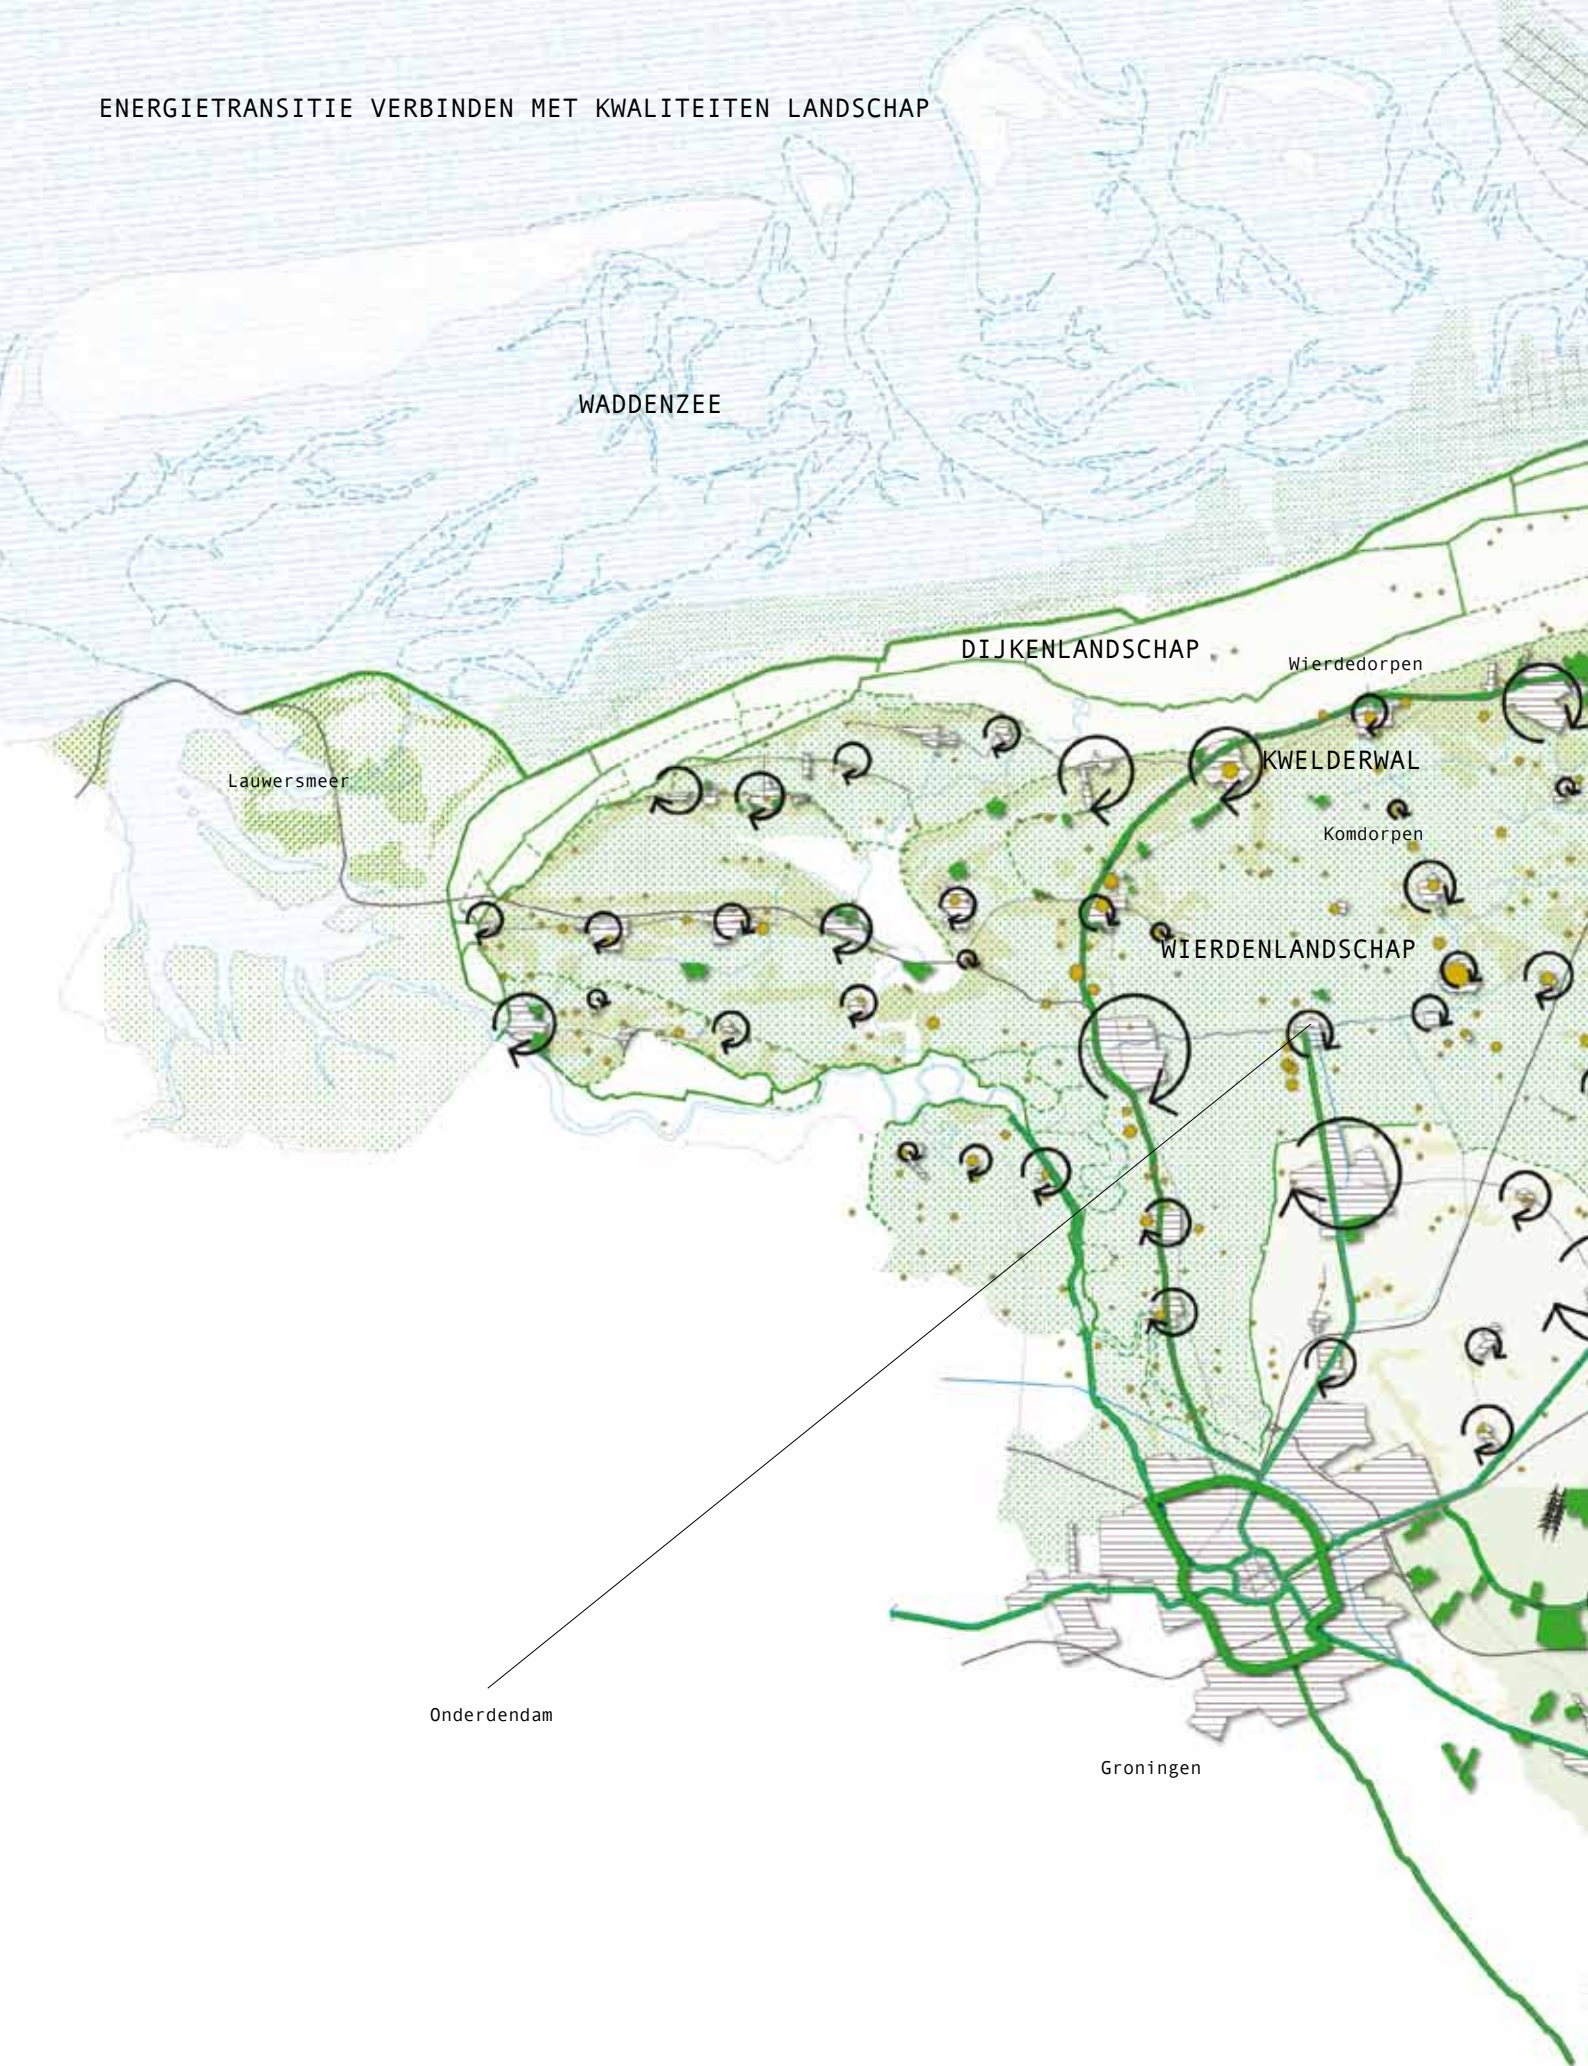 ENERGIETRANSITIE VERBINDEN MET KWALITEITEN LANDSCHAP
WADDENZEE
DIJKENLANDSCHAP
Wierdedorpen
KWELDERWAL
Lauwersmeer
Komdorpen
WIERDENLANDSCHAP
Onderdendam
Groningen